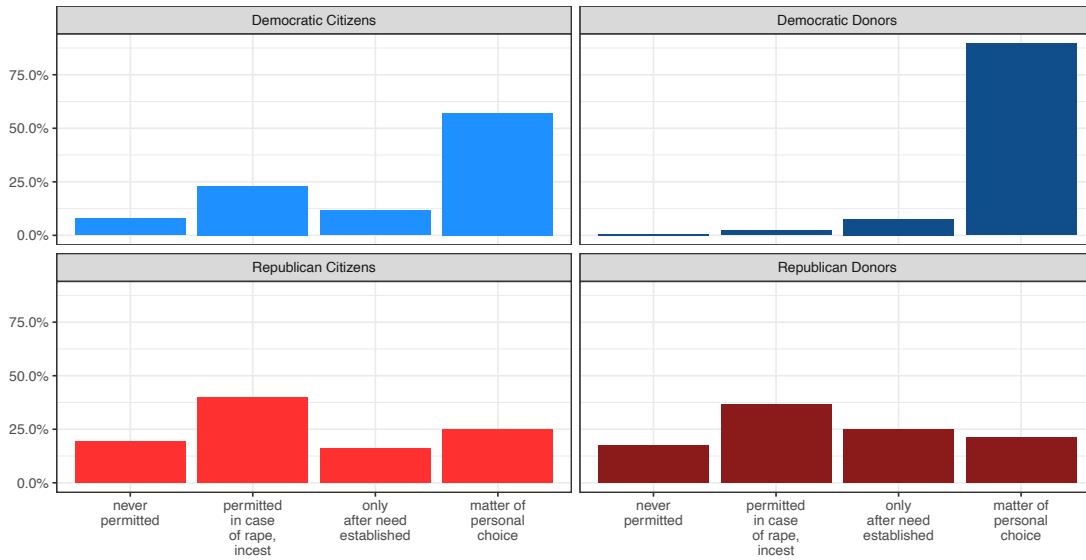 Democratic Citizens
Democratic Donors
75.0%
50.0%
25.0%
0.0%
Republican Citizens
Republican Donors
75.0%
50.0%
25.0%
0.0%
never
permitted
permitted
in case
of rape,
incest
only
after need
established
matter of
personal
choice
never
permitted
permitted
in case
of rape,
incest
only
after need
established
matter of
personal
choice